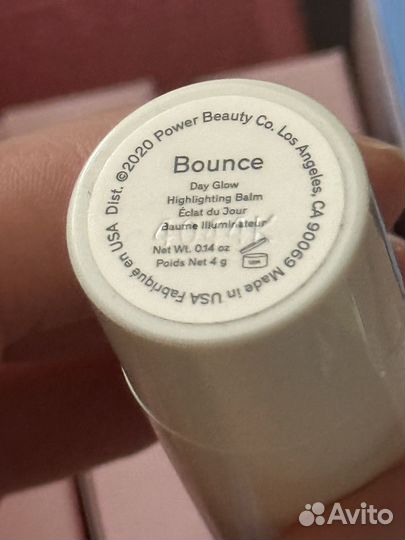 Dist. ©2020 Power Beauty Co. Los Angeles, CA 90069 Made in USA Fabriqué en USA
Bounce
Day Glow
Highlighting Balm
Éclat du Jour
Baume Illuminateur
Net Wt. 0.14 oz
Poids Net 4 g
Avito